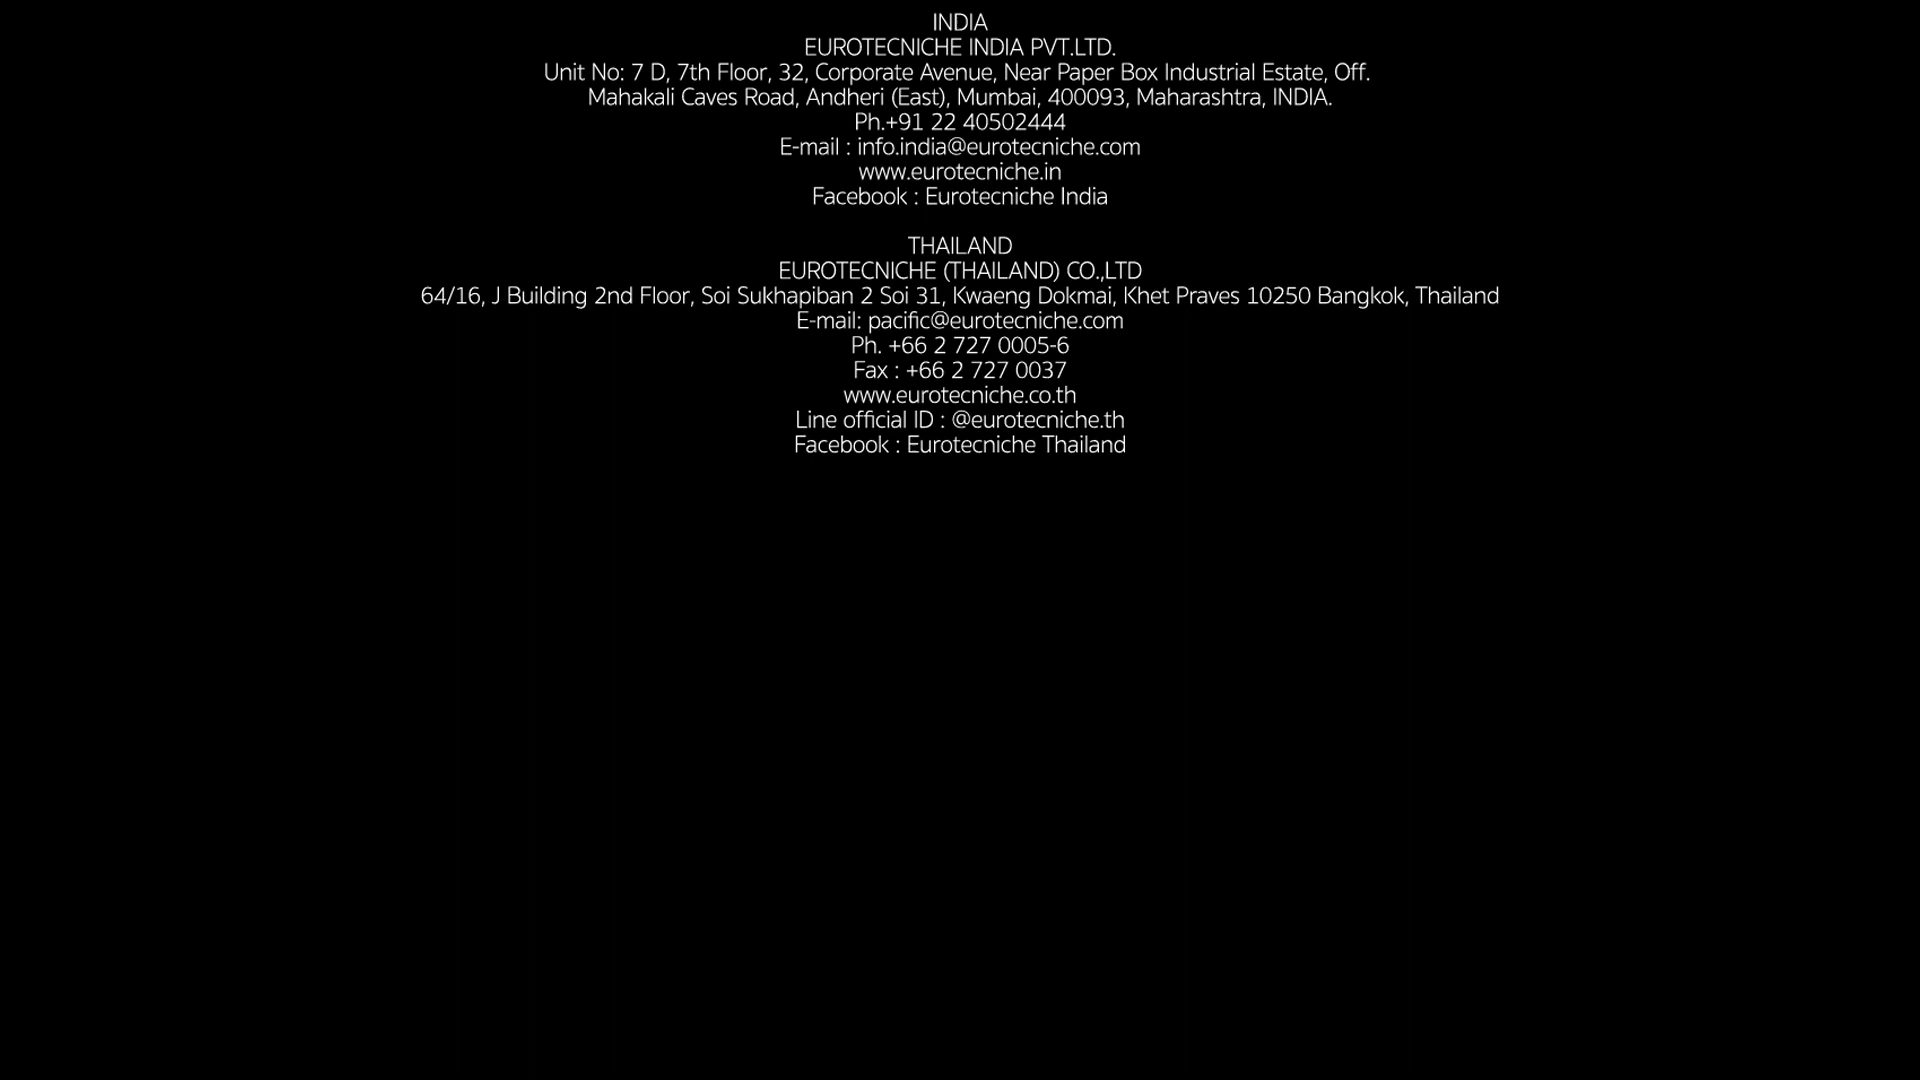 INDIA
EUROTECNICHE INDIA PVT.LTD.
Unit No: 7 D, 7th Floor, 32, Corporate Avenue, Near Paper Box Industrial Estate, Off.
Mahakali Caves Road, Andheri (East), Mumbai, 400093, Maharashtra, INDIA.
Ph.+91 22 40502444
E-mail : info.india@eurotecniche.com
www.eurotecniche.in
Facebook : Eurotecniche India
THAILAND
EUROTECNICHE (THAILAND) CO.,LTD
64/16, J Building 2nd Floor, Soi Sukhapiban 2 Soi 31, Kwaeng Dokmai, Khet Praves 10250 Bangkok, Thailand
E-mail: pacific@eurotecniche.com
Ph. +66 2 727 0005-6
Fax : +66 2 727 0037
www.eurotecniche.co.th
Line official ID : @eurotecniche.th
Facebook : Eurotecniche Thailand